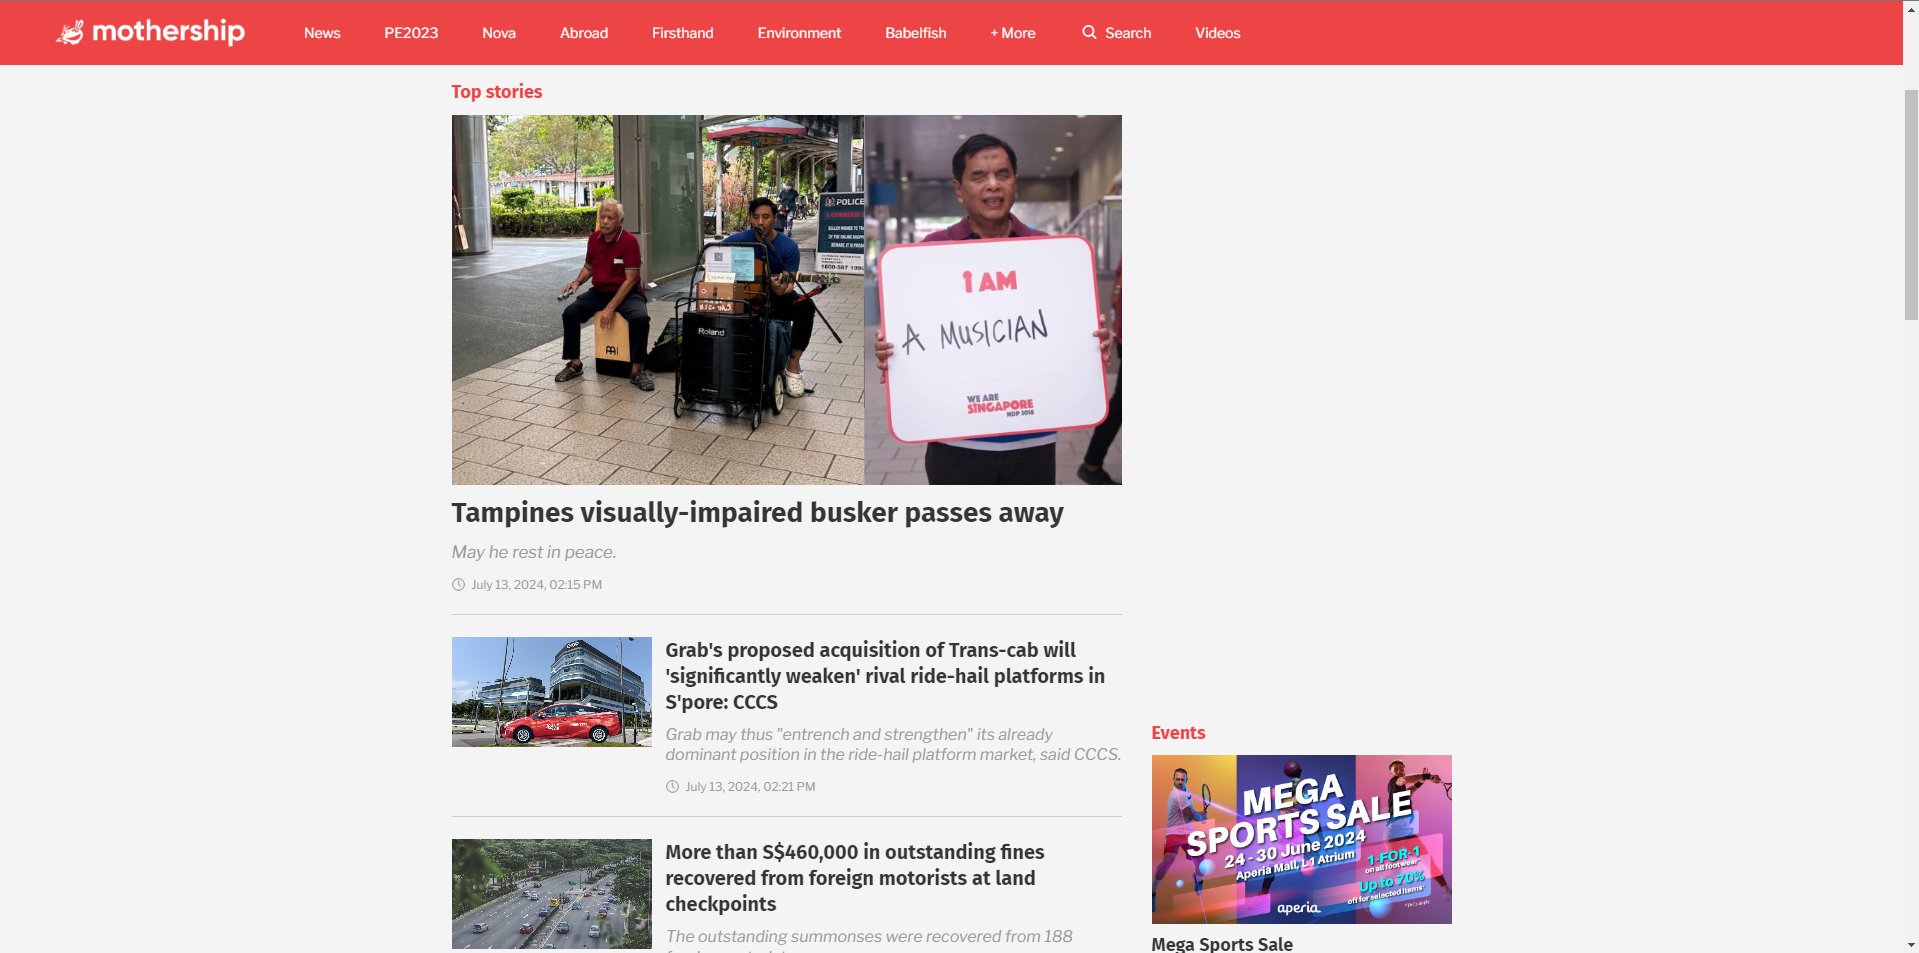 mothership
News
PE2023
Nova
Abroad
Firsthand
Environment
Babelfish
+ More
Search
Videos
Top stories
POLICE
1800-587 1999
Roland
I AM
A MUSICIAN
WE ARE
SINGAPORE
NDP 2018
Tampines visually-impaired busker passes away
May he rest in peace.
July 13, 2024, 02:15 PM
Grab's proposed acquisition of Trans-cab will
'significantly weaken' rival ride-hail platforms in
S'pore: CCCS
Grab may thus "entrench and strengthen" its already
dominant position in the ride-hail platform market, said CCCS.
July 13, 2024, 02:21 PM
More than S$460,000 in outstanding fines
recovered from foreign motorists at land
checkpoints
The outstanding summonses were recovered from 188
Events
MEGA
SPORTS SALE
24 - 30 June 2024
Aperia Mall, L1 Atrium
1-FOR-1
on all footwear*
Up to 70%
off for selected items*
aperia
Mega Sports Sale